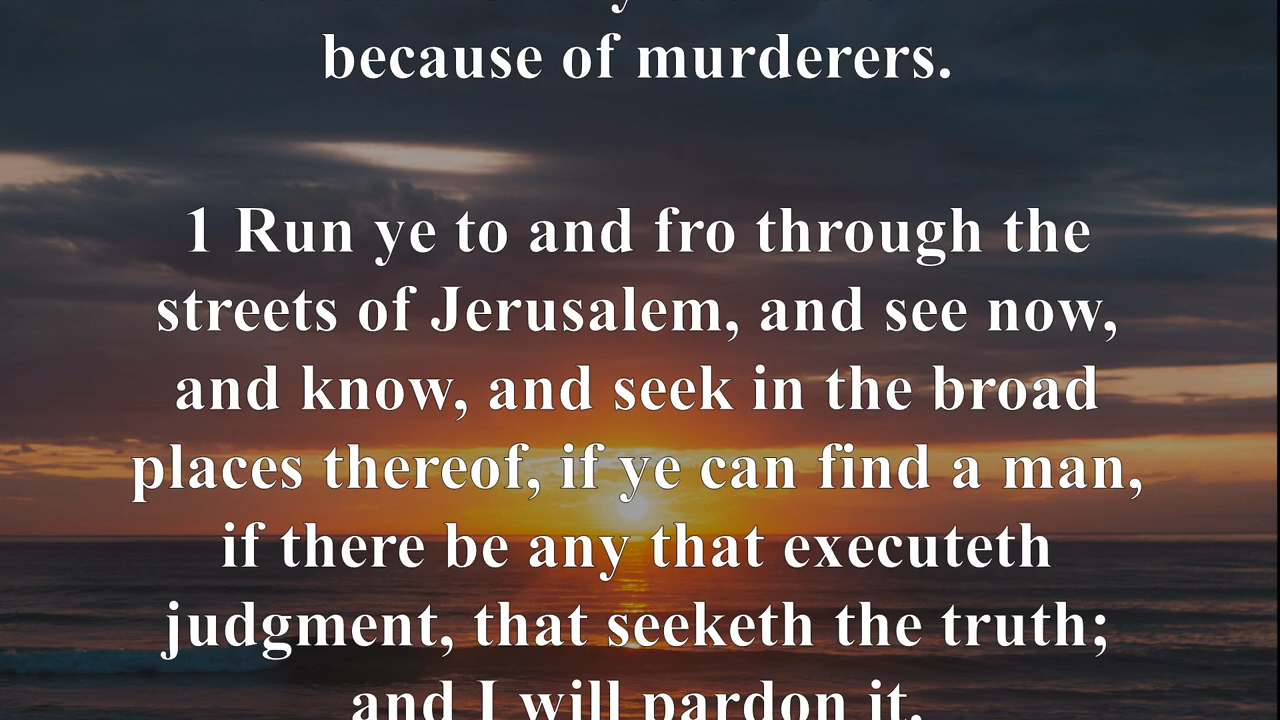 because of murderers.
1 Run ye to and fro through the
streets of Jerusalem, and see now,
and know, and seek in the broad
places thereof, if ye can find a man,
if there be any that executeth
judgment, that seeketh the truth;
and I will pardon it.